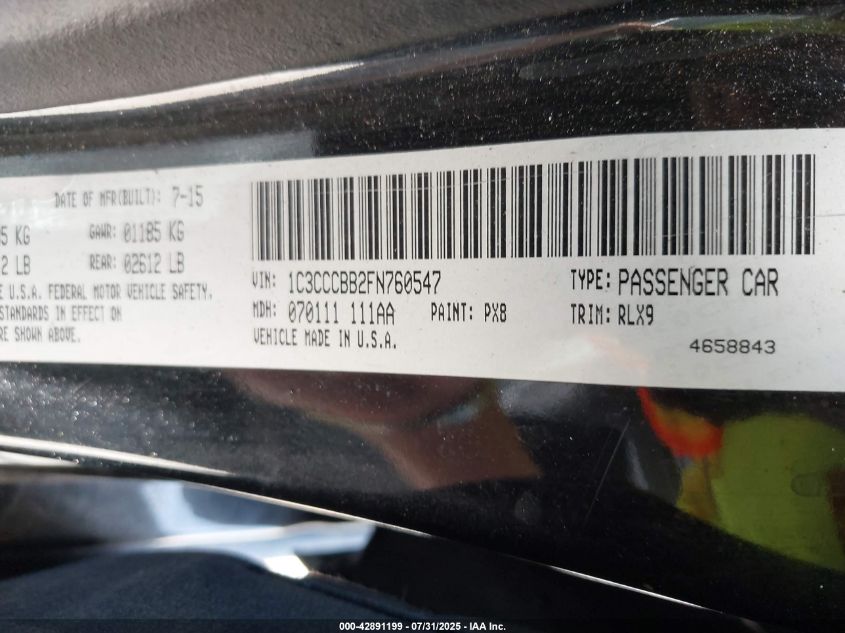 DATE OF MFR(BUILT): 7-15
5 KG GAWR: 01185 KG
2 LB REAR: 02612 LB
E U.S.A. FEDERAL MOTOR VEHICLE SAFETY,
STANDARDS IN EFFECT ON
RE SHOWN ABOVE.
VIN: 1C3CCCBB2FN760547 TYPE: PASSENGER CAR
MDH: 070111 111AA PAINT: PX8 TRIM: RLX9
VEHICLE MADE IN U.S.A.
4658843
000-42891199 - 07/31/2025 - IAA Inc.